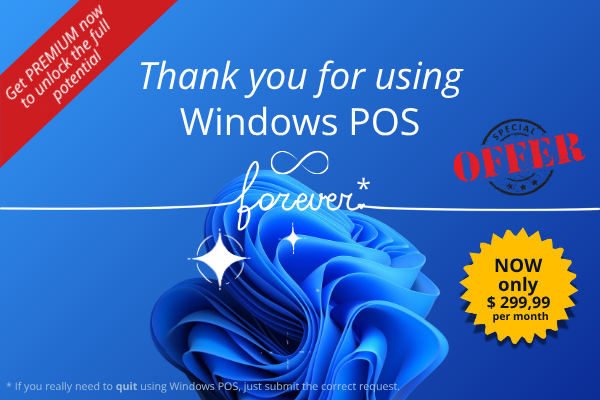 Get PREMIUM now
to unlock the full
potential
Thank you for using
Windows POS
forever*
SPECIAL
OFFER
NOW
only
$ 299,99
per month
* If you really need to quit using Windows POS, just submit the correct request.